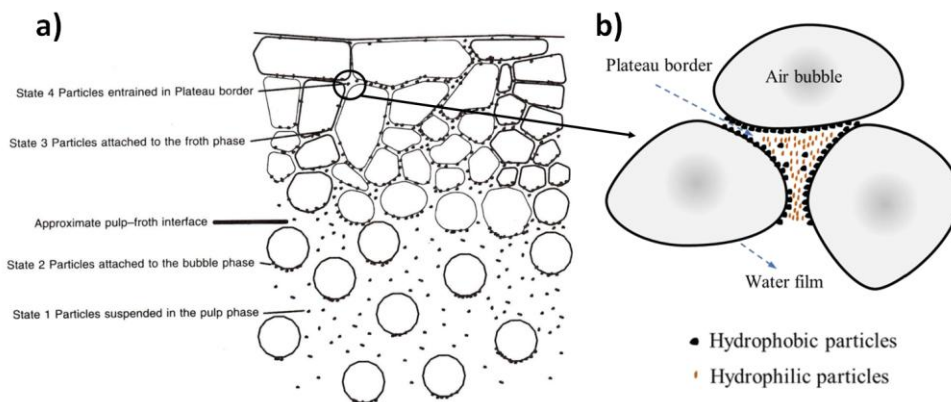 a)
State 4 Particles entrained in Plateau border
State 3 Particles attached to the froth phase
Approximate pulp–froth interface
State 2 Particles attached to the bubble phase
State 1 Particles suspended in the pulp phase
b)
Plateau border
Air bubble
Water film
Hydrophobic particles
Hydrophilic particles